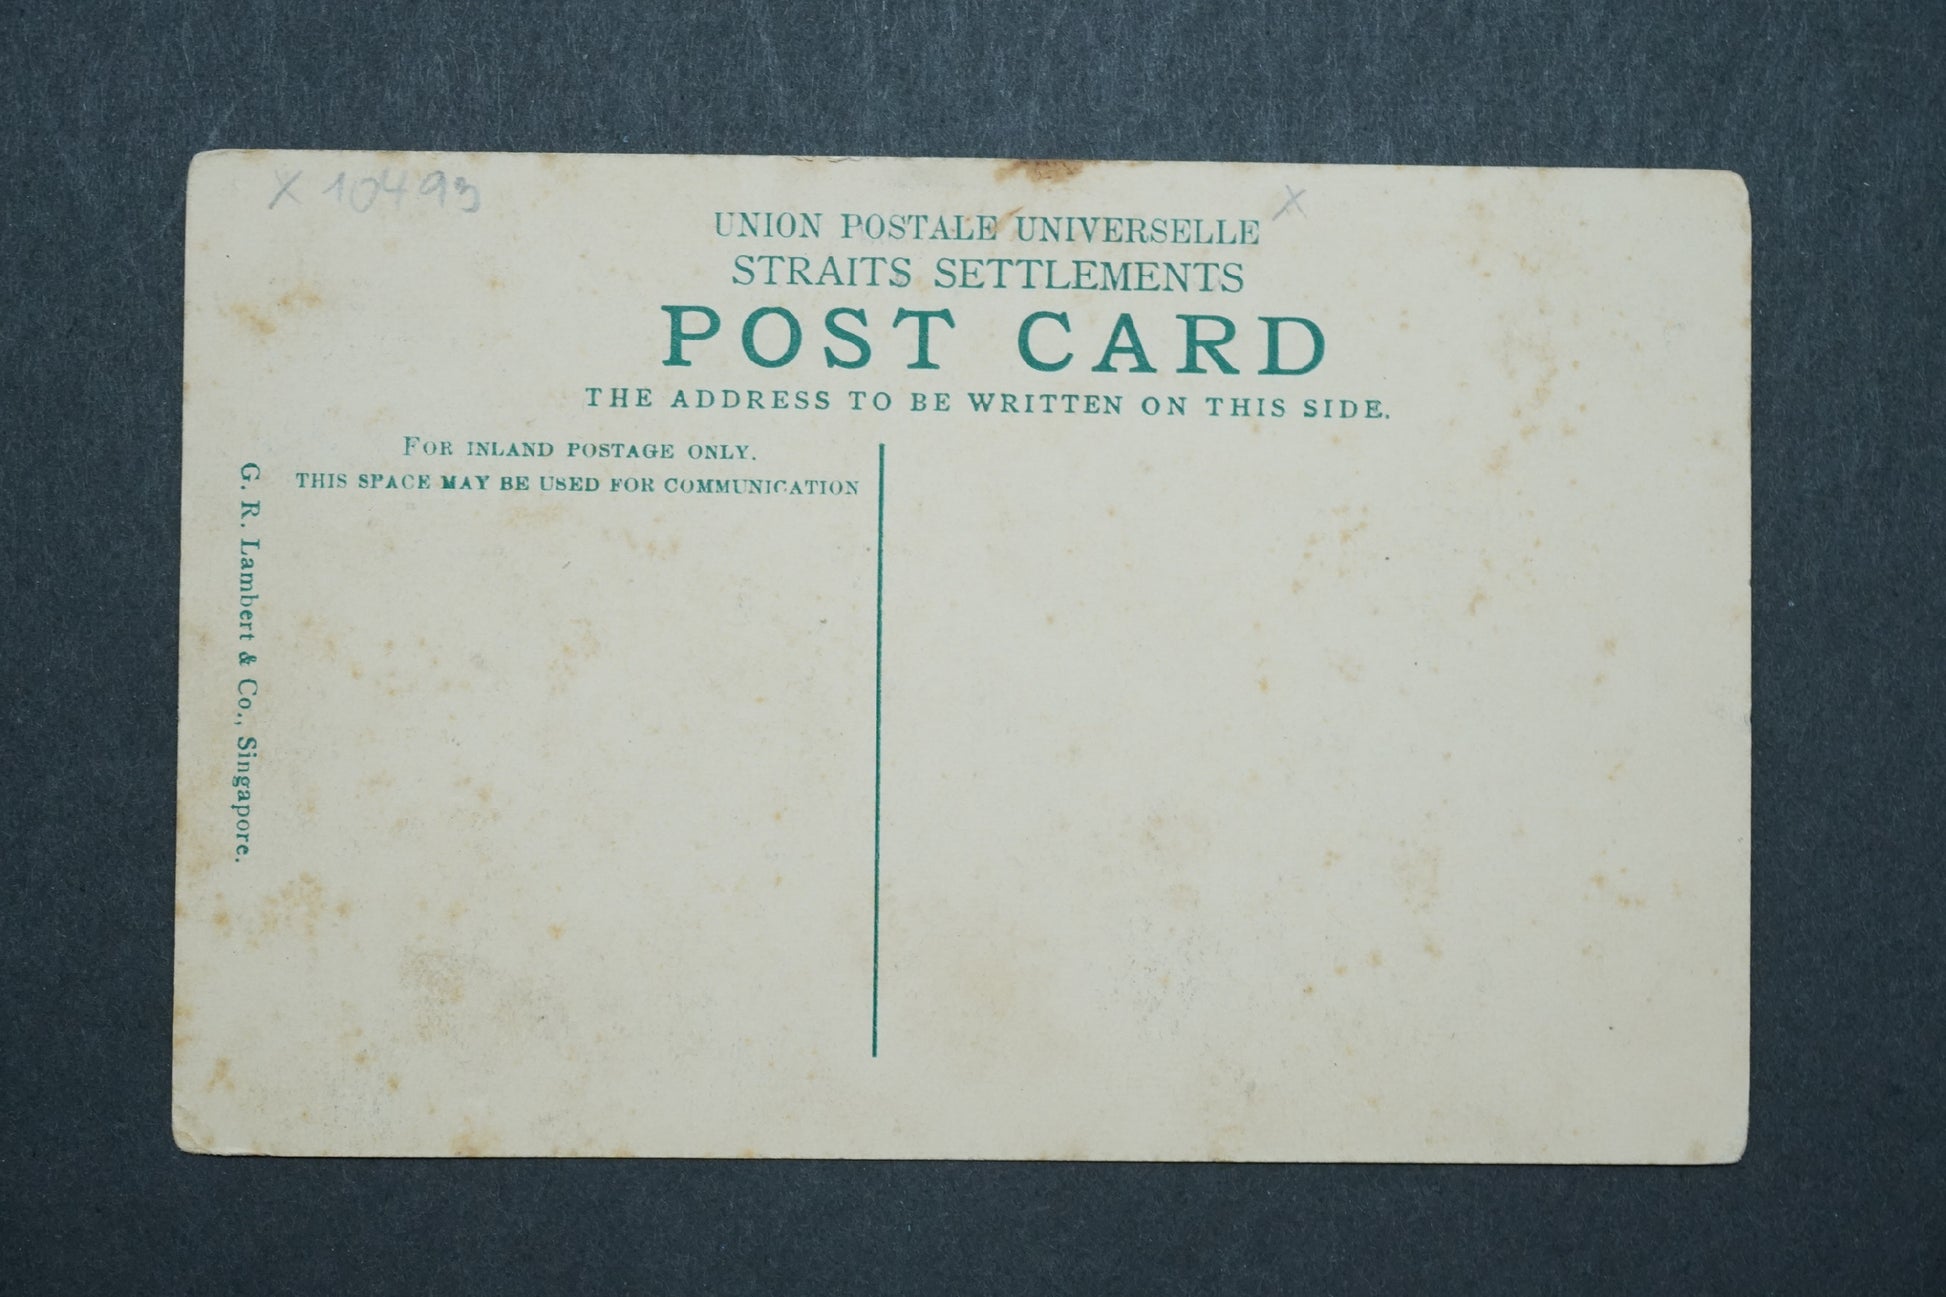 x 10493
x
UNION POSTALE UNIVERSELLE
STRAITS SETTLEMENTS
POST CARD
THE ADDRESS TO BE WRITTEN ON THIS SIDE.
FOR INLAND POSTAGE ONLY.
THIS SPACE MAY BE USED FOR COMMUNICATION
G. R. Lambert & Co., Singapore.